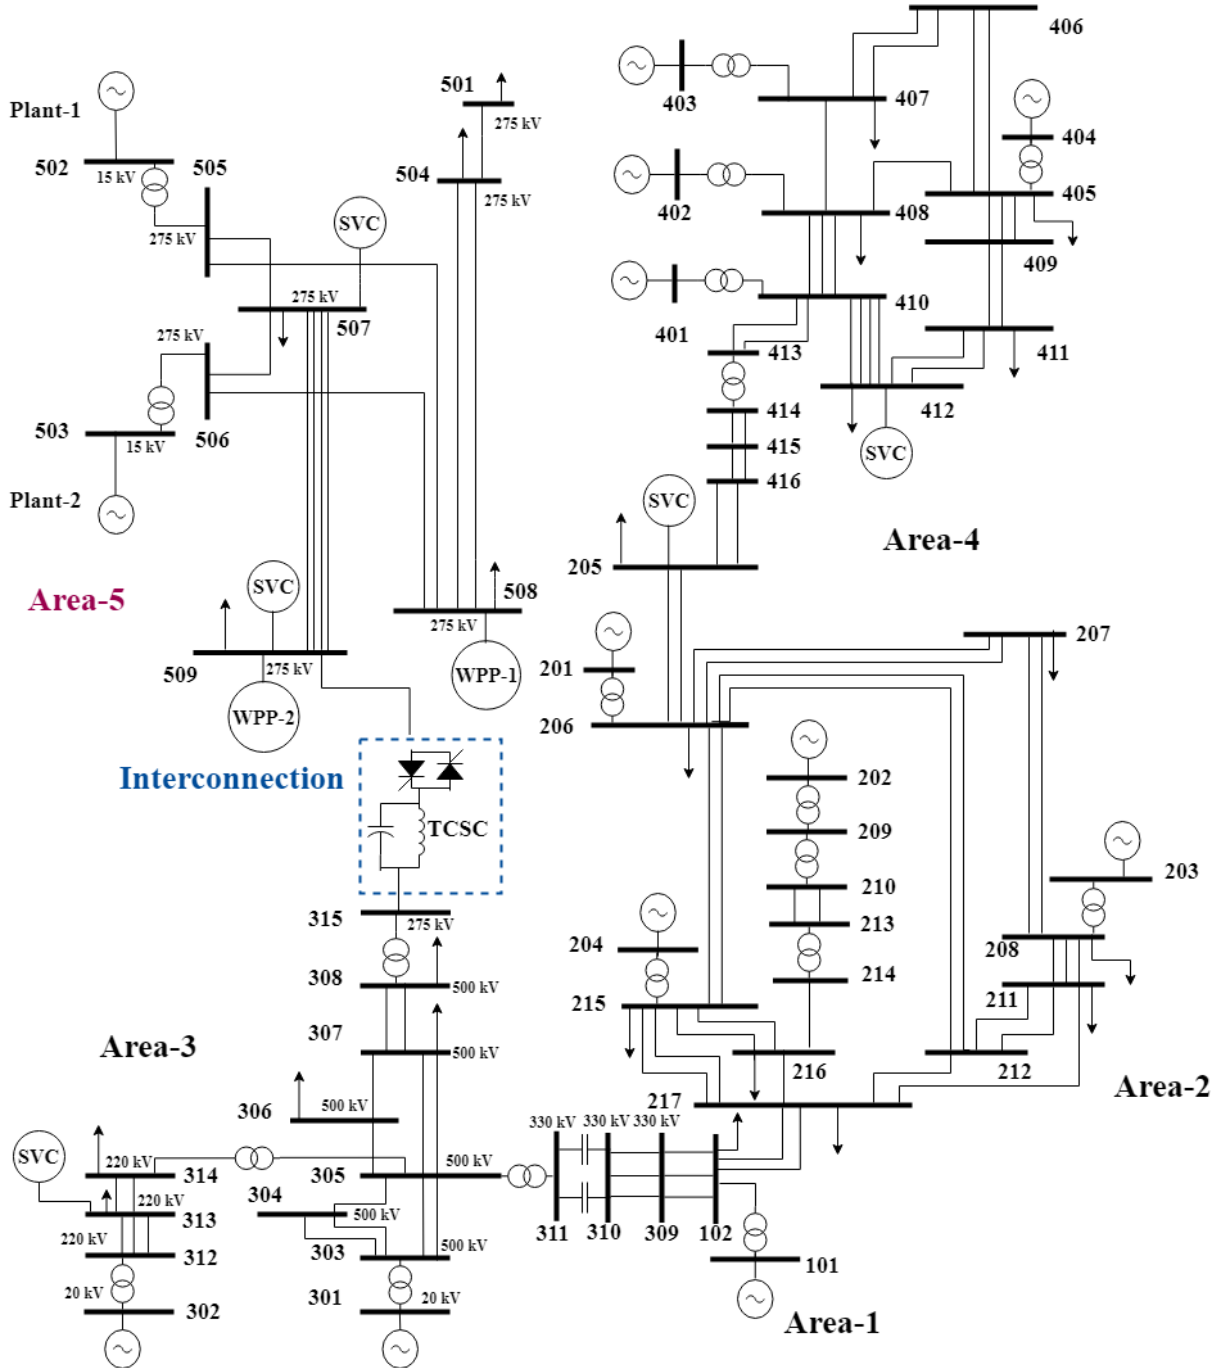 406
501
403
Plant-1
275 kV
407
404
502
505
504
15 kV
275 kV
402
408
405
SVC
275 kV
409
275 kV
410
507
401
413
411
275 kV
412
414
503
506
415
15 kV
SVC
416
Plant-2
SVC
Area-4
205
SVC
508
Area-5
275 kV
207
201
509
275 kV
WPP-1
WPP-2
206
Interconnection
202
TCSC
209
203
210
315
275 kV
213
204
208
308
500 kV
214
211
215
307
500 kV
Area-3
216
212
Area-2
306
500 kV
217
330 kV
330 kV
330 kV
SVC
220 kV
314
305
500 kV
304
220 kV
313
500 kV
311
310
309
102
220 kV
312
303
500 kV
101
20 kV
302
301
20 kV
Area-1